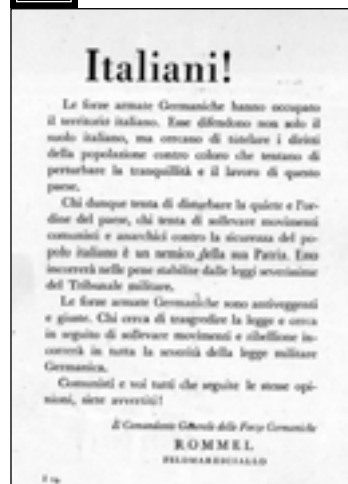 Italiani!
Le forze armate Germaniche hanno occupato
il territorio italiano. Esse difendono non solo il
suolo italiano, ma cercano di tutelare i diritti
della popolazione contro coloro che tentano di
perturbare la tranquillità e il lavoro di questo
paese.
Chi dunque tenta di disturbare la quiete e l'or-
dine del paese, chi tenta di sollevare movimenti
comunisti e anarchici contro la sicurezza del po-
polo italiano è un nemico della sua Patria. Esso
incorrerà nelle pene stabilite dalle leggi severissime
del Tribunale militare.
Le forze armate Germaniche sono antiveggenti
e giuste. Chi cerca di trasgredire la legge e cerca
in seguito di sollevare movimenti e ribellione in-
correrà in tutta la severità della legge militare
Germanica.
Comunisti e voi tutti che seguite le stesse opi-
nioni, siete avvertiti!
Il Comandante Generale delle Forze Germaniche
ROMMEL
FELDMARESCIALLO